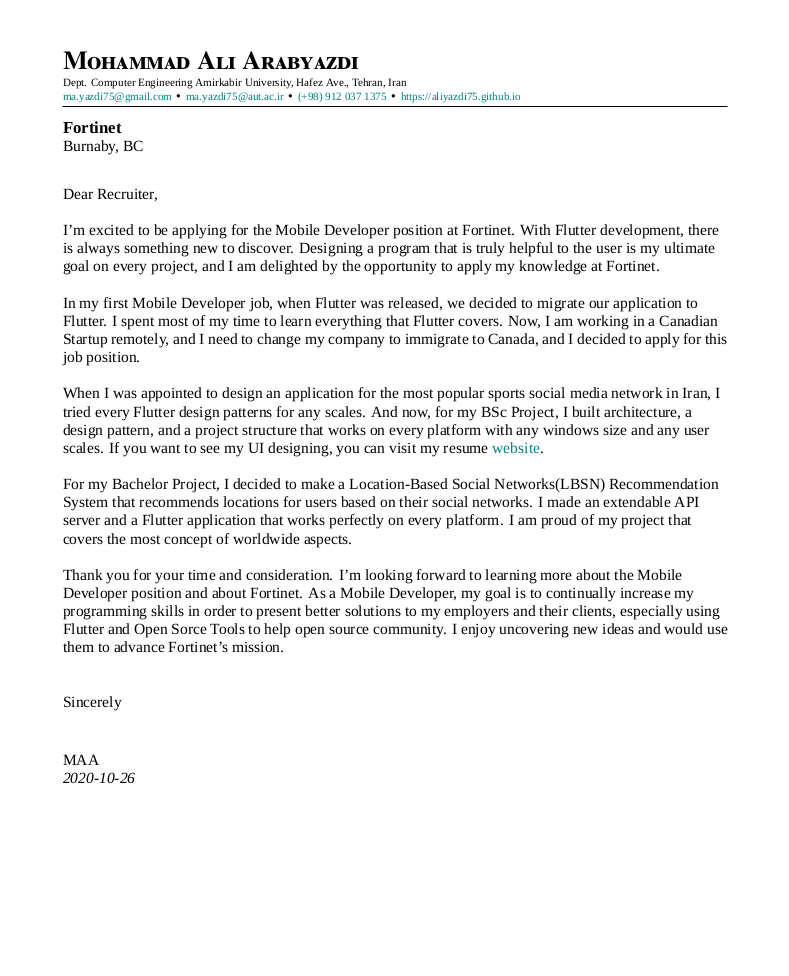 Mohammad Ali Arabyazdi
Dept. Computer Engineering Amirkabir University, Hafez Ave., Tehran, Iran
ma.yazdi75@gmail.com • ma.yazdi75@aut.ac.ir • (+98) 912 037 1375 • https://aliyazdi75.github.io
Fortinet
Burnaby, BC
Dear Recruiter,
I’m excited to be applying for the Mobile Developer position at Fortinet. With Flutter development, there
is always something new to discover. Designing a program that is truly helpful to the user is my ultimate
goal on every project, and I am delighted by the opportunity to apply my knowledge at Fortinet.
In my first Mobile Developer job, when Flutter was released, we decided to migrate our application to
Flutter. I spent most of my time to learn everything that Flutter covers. Now, I am working in a Canadian
Startup remotely, and I need to change my company to immigrate to Canada, and I decided to apply for this
job position.
When I was appointed to design an application for the most popular sports social media network in Iran, I
tried every Flutter design patterns for any scales. And now, for my BSc Project, I built architecture, a
design pattern, and a project structure that works on every platform with any windows size and any user
scales. If you want to see my UI designing, you can visit my resume website.
For my Bachelor Project, I decided to make a Location-Based Social Networks(LBSN) Recommendation
System that recommends locations for users based on their social networks. I made an extendable API
server and a Flutter application that works perfectly on every platform. I am proud of my project that
covers the most concept of worldwide aspects.
Thank you for your time and consideration. I’m looking forward to learning more about the Mobile
Developer position and about Fortinet. As a Mobile Developer, my goal is to continually increase my
programming skills in order to present better solutions to my employers and their clients, especially using
Flutter and Open Sorce Tools to help open source community. I enjoy uncovering new ideas and would use
them to advance Fortinet’s mission.
Sincerely
MAA
2020-10-26